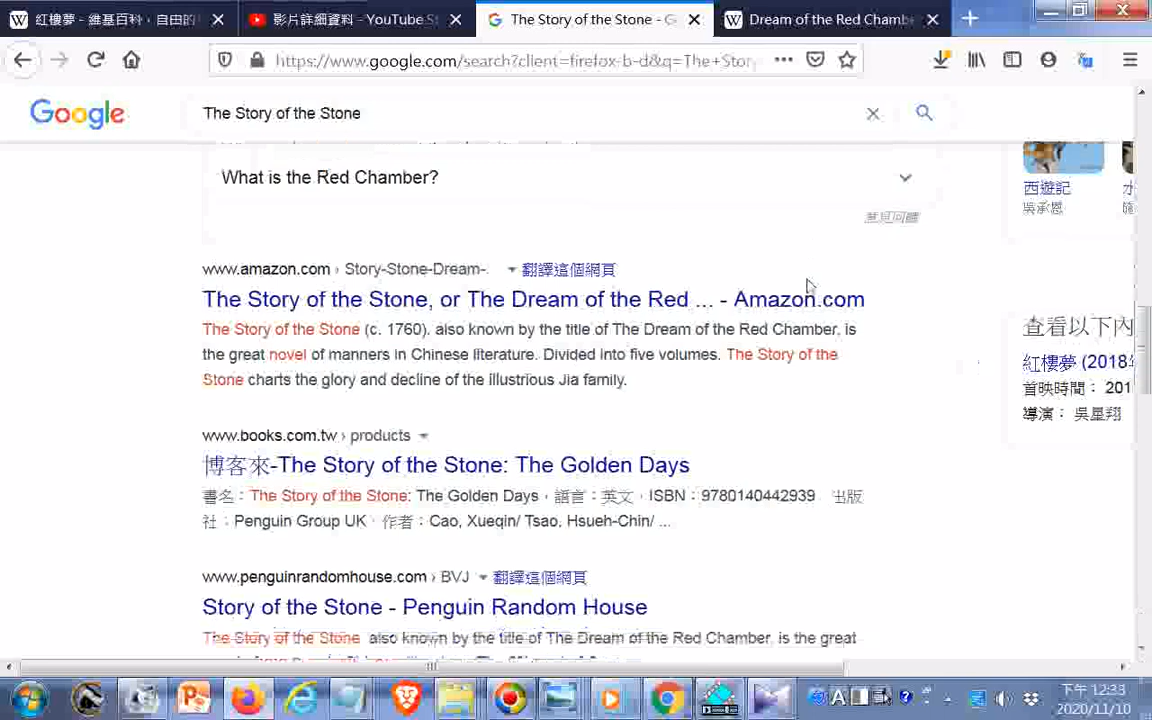 紅樓夢 - 維基百科，自由的
影片詳細資料 - YouTube S
The Story of the Stone - G
Dream of the Red Chamb
https://www.google.com/search?client=firefox-b-d&q=The+Story
Google
The Story of the Stone
What is the Red Chamber?
意見回饋
西遊記
吳承恩
www.amazon.com › Story-Stone-Dream-.
翻譯這個網頁
The Story of the Stone, or The Dream of the Red ... - Amazon.com
The Story of the Stone (c. 1760), also known by the title of The Dream of the Red Chamber, is
the great novel of manners in Chinese literature. Divided into five volumes, The Story of the
Stone charts the glory and decline of the illustrious Jia family.
查看以下內
紅樓夢 (2018
首映時間： 201
導演： 吳星翔
www.books.com.tw › products
博客來-The Story of the Stone: The Golden Days
書名：The Story of the Stone: The Golden Days，語言：英文，ISBN：9780140442939 出版
社：Penguin Group UK，作者：Cao, Xueqin/ Tsao, Hsueh-Chin/ ...
www.penguinrandomhouse.com › BVJ
翻譯這個網頁
Story of the Stone - Penguin Random House
The Story of the Stone also known by the title of The Dream of the Red Chamber, is the great
下午 12:33
2020/11/10